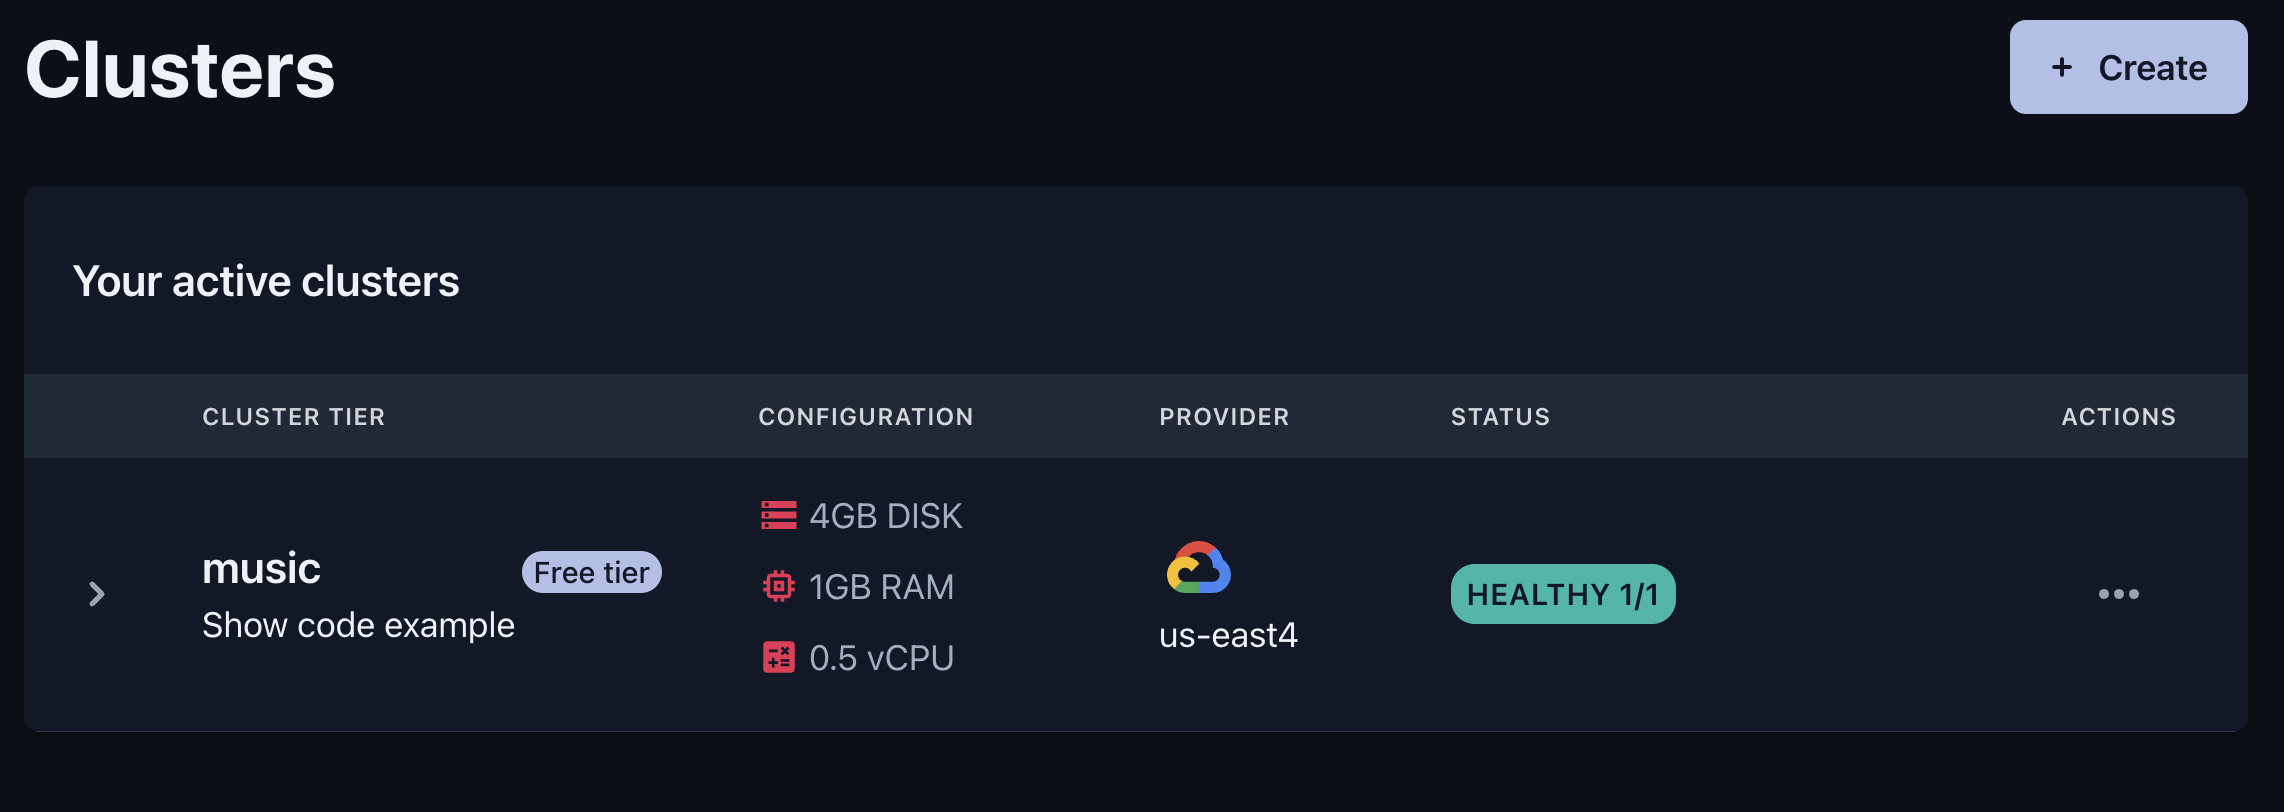 Clusters
+ Create
Your active clusters
CLUSTER TIER CONFIGURATION PROVIDER STATUS ACTIONS
music Free tier
Show code example
4GB DISK
1GB RAM
0.5 vCPU
us-east4
HEALTHY 1/1